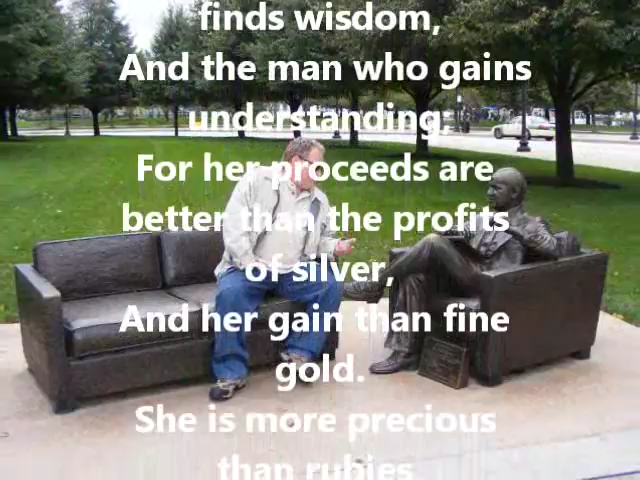 finds wisdom,
And the man who gains
understanding;
For her proceeds are
better than the profits
of silver,
And her gain than fine
gold.
She is more precious
than rubies